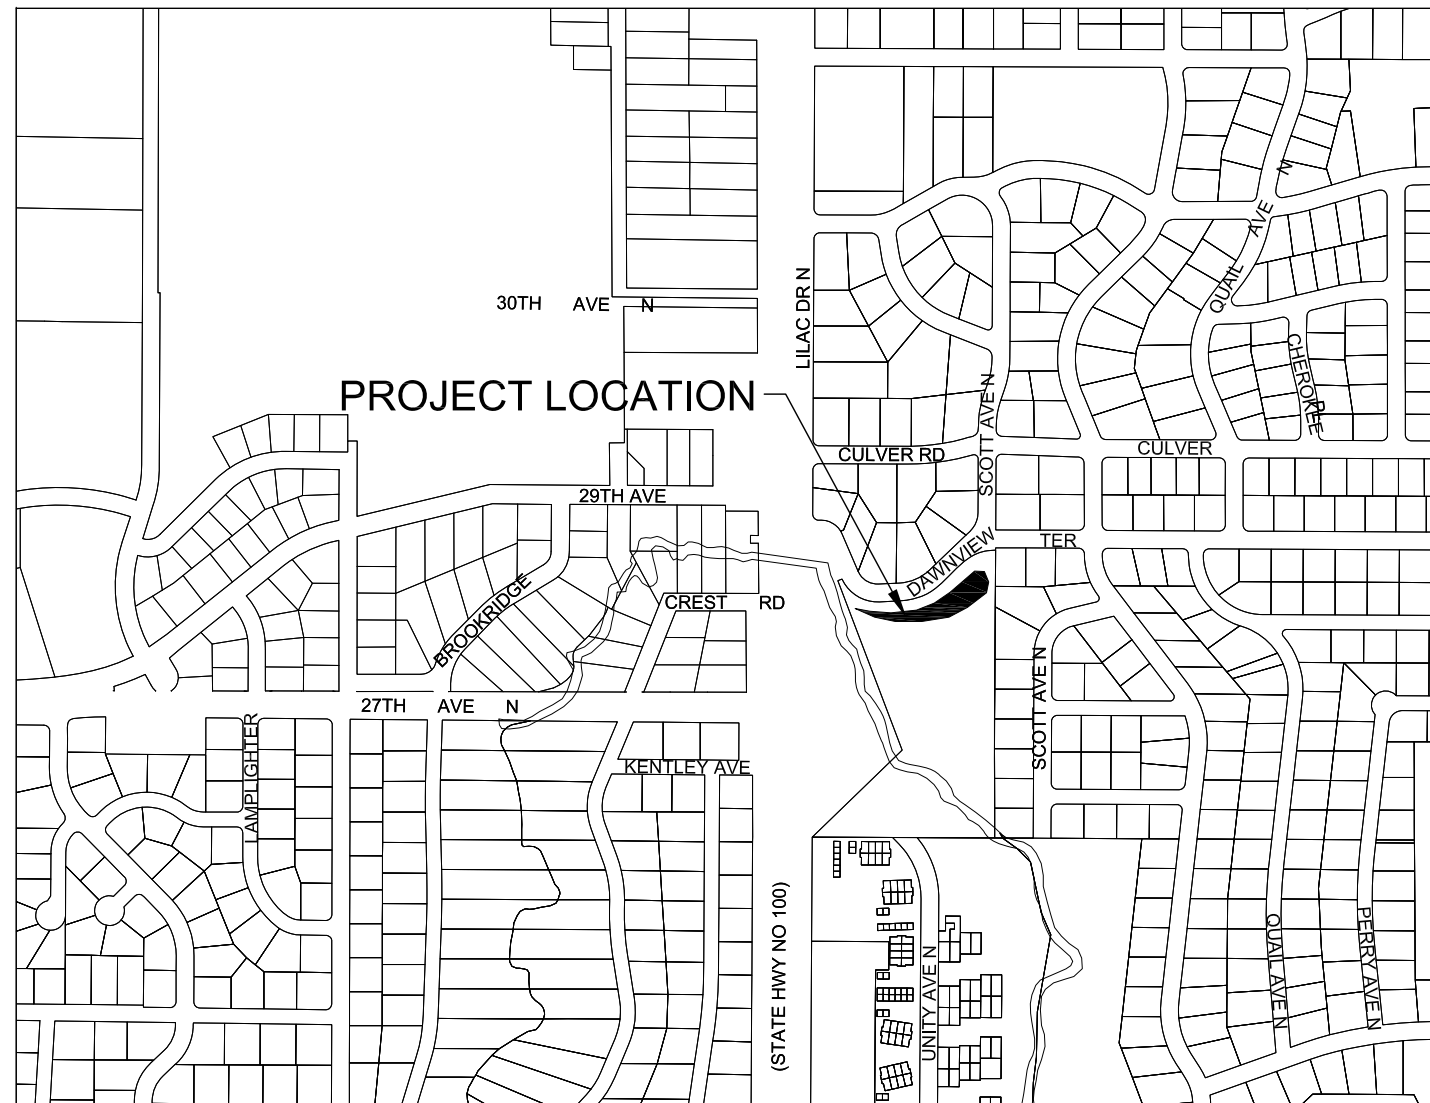 QUAIL AVE N
30TH AVE N
LILAC DR N
CHEROKEE
PROJECT LOCATION
SCOTT AVE N
CULVER RD
CULVER
29TH AVE
DAWNVIEW TER
BROOKRIDGE
CREST RD
SCOTT AVE N
27TH AVE N
LAMPLIGHTER
KENTLEY AVE
(STATE HWY NO 100)
UNITY AVE N
QUAIL AVE N
PERRY AVE N